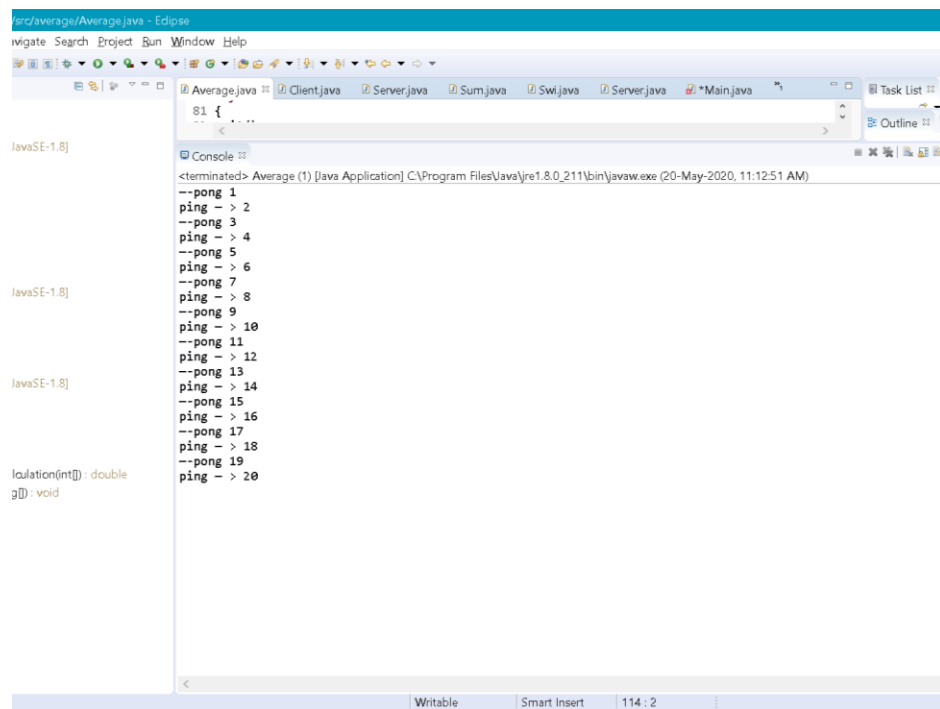 /src/average/Average.java - Eclipse
avigate Search Project Run Window Help
Average.java Client.java Server.java Sum.java Swi.java Server.java *Main.java Task List
81 {
Outline
JavaSE-1.8]
Console
<terminated> Average (1) [Java Application] C:\Program Files\Java\jre1.8.0_211\bin\javaw.exe (20-May-2020, 11:12:51 AM)
--pong 1
ping - > 2
--pong 3
ping - > 4
--pong 5
ping - > 6
--pong 7
JavaSE-1.8]
ping - > 8
--pong 9
ping - > 10
--pong 11
ping - > 12
--pong 13
JavaSE-1.8]
ping - > 14
--pong 15
ping - > 16
--pong 17
ping - > 18
--pong 19
lculation(int[]) : double
ping - > 20
g[]) : void
Writable Smart Insert 114 : 2